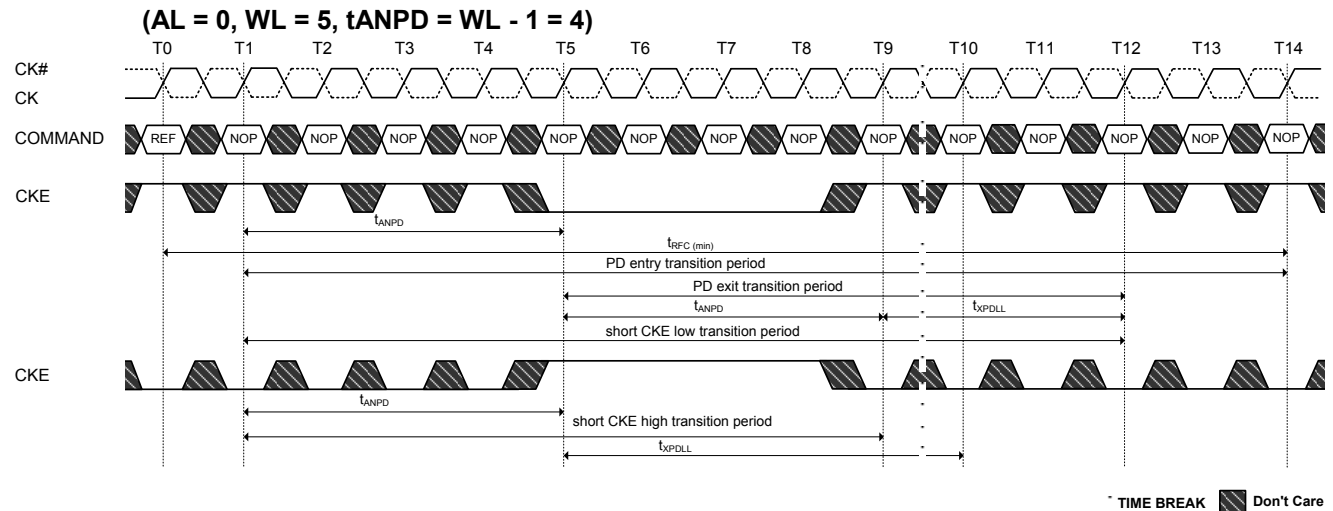 (AL = 0, WL = 5, tANPD = WL - 1 = 4)
T0 T1 T2 T3 T4 T5 T6 T7 T8 T9 T10 T11 T12 T13 T14
CK#
CK
COMMAND REF NOP NOP NOP NOP NOP NOP NOP NOP NOP NOP NOP NOP NOP NOP
CKE
tANPD
tRFC (min)
PD entry transition period
PD exit transition period
tANPD tXPDLL
short CKE low transition period
CKE
tANPD
short CKE high transition period
tXPDLL
TIME BREAK Don't Care